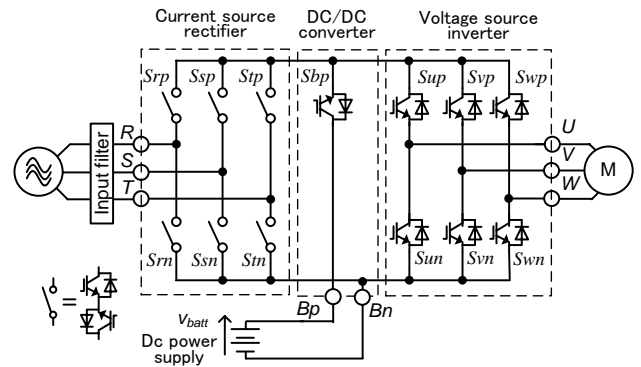 Current source rectifier
DC/DC converter
Voltage source inverter
Srp Ssp Stp Sbp Sup Svp Swp
Input filter
R
S
T
U
V
W
M
Srn Ssn Stn Sun Svn Swn
=
Bp Bn
vbatt
Dc power supply